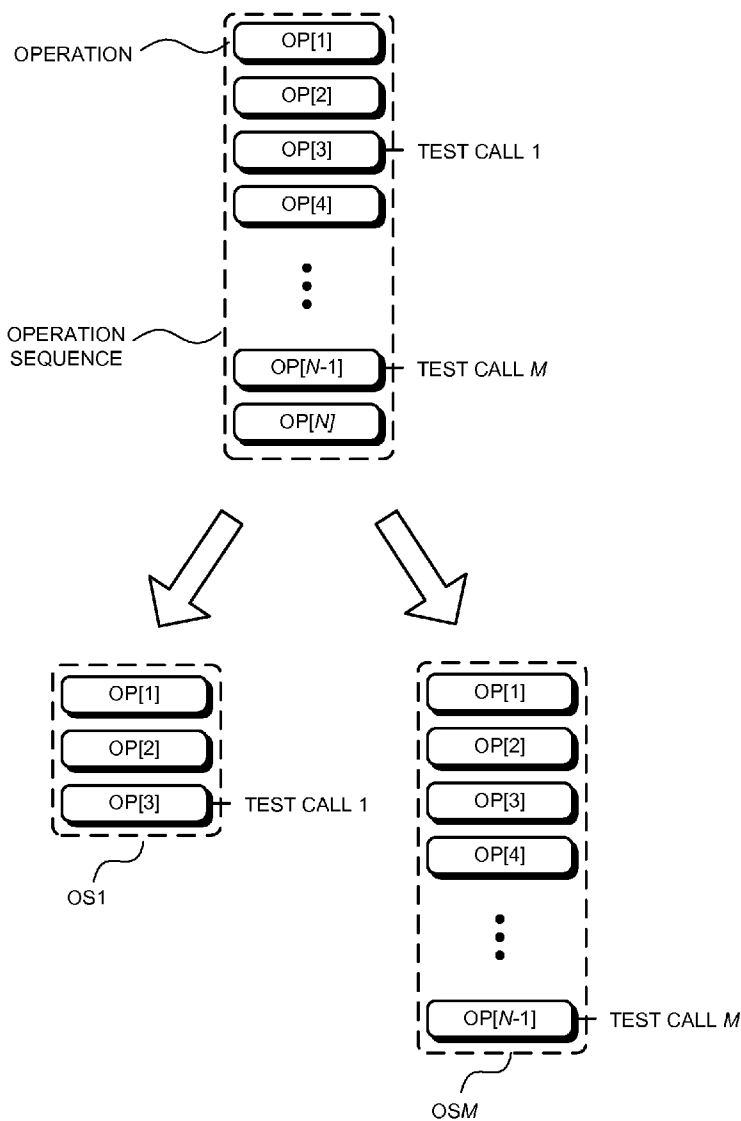 OP[1]
OPERATION
OP[2]
OP[3]
TEST CALL 1
OP[4]
OPERATION
SEQUENCE
OP[N-1]
TEST CALL M
OP[N]
OP[1]
OP[2]
OP[3]
TEST CALL 1
OS1
OP[1]
OP[2]
OP[3]
OP[4]
OP[N-1]
TEST CALL M
OSM